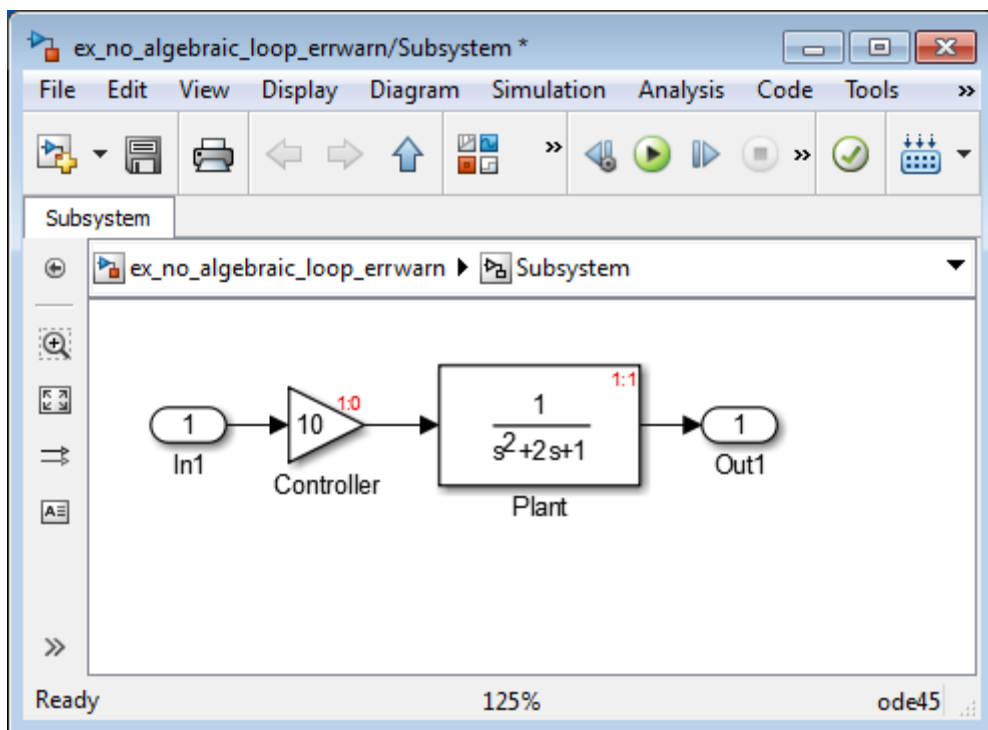 ex_no_algebraic_loop_errwarn/Subsystem *
File Edit View Display Diagram Simulation Analysis Code Tools »
Subsystem
ex_no_algebraic_loop_errwarn Subsystem
1:1
1
1:0
1 10 s²+2s+1 1
In1 Out1
Controller
Plant
Ready 125% ode45